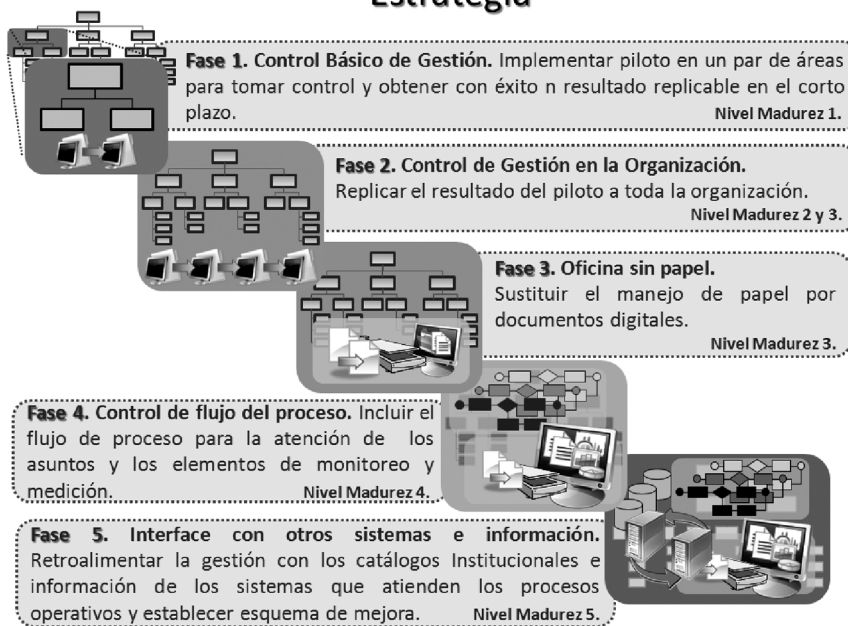 Estrategia
Fase 1. Control Básico de Gestión. Implementar piloto en un par de áreas
para tomar control y obtener con éxito n resultado replicable en el corto
plazo. Nivel Madurez 1.
Fase 2. Control de Gestión en la Organización.
Replicar el resultado del piloto a toda la organización.
Nivel Madurez 2 y 3.
Fase 3. Oficina sin papel.
Sustituir el manejo de papel por
documentos digitales.
Nivel Madurez 3.
Fase 4. Control de flujo del proceso. Incluir el
flujo de proceso para la atención de los
asuntos y los elementos de monitoreo y
medición. Nivel Madurez 4.
Fase 5. Interface con otros sistemas e información.
Retroalimentar la gestión con los catálogos Institucionales e
información de los sistemas que atienden los procesos
operativos y establecer esquema de mejora. Nivel Madurez 5.